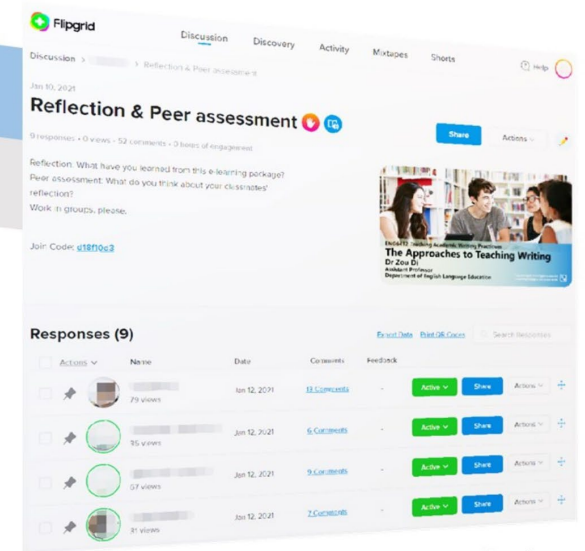 Flipgrid
Discussion Discovery Activity Mixtapes Shorts
Help
Discussion > > Reflection & Peer assessment
Jan 10, 2021
Reflection & Peer assessment
9 responses • 0 views • 52 comments • 3 hours of engagement
Share Actions
Reflection: What have you learned from this e-learning package?
Peer assessment: What do you think about your classmates'
reflection?
Work in groups, please.
Join Code: d18f10c3
Teaching Academic Writing
The Approaches to Teaching Writing
Dr Zou Di
Assistant Professor
Department of English Language Education
Responses (9)
Export Data Print QR Codes Search Responses
Actions Name Date Comments Feedback
Jan 12, 2021 Comments - Active Share Actions
79 views
Jan 12, 2021 6 Comments - Active Share Actions
35 views
Jan 12, 2021 9 Comments - Active Share Actions
57 views
Jan 12, 2021 7 Comments - Active Share Actions
31 views